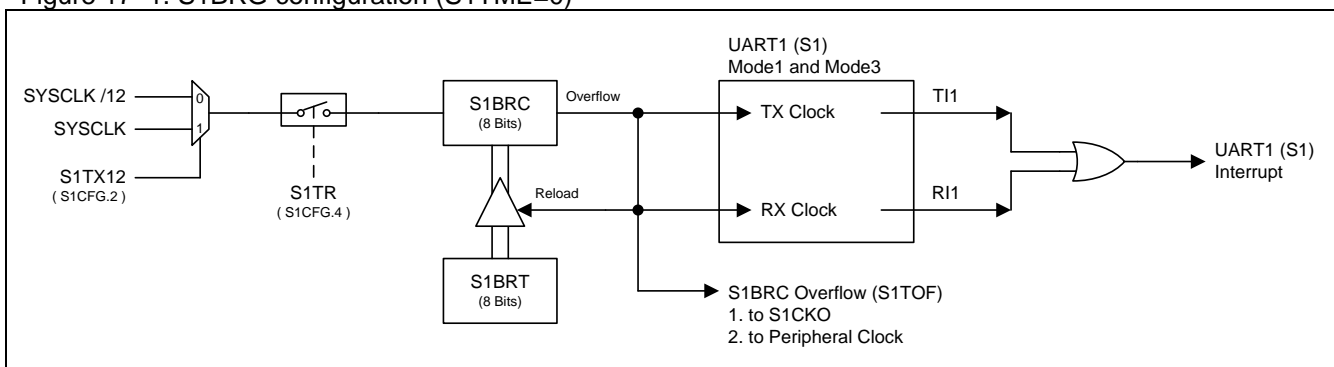 Figure 17–1. S1BRG configuration (S1TME=0)
UART1 (S1)
Mode1 and Mode3
SYSCLK /12
0
SYSCLK
1
S1TX12
( S1CFG.2 )
S1TR
( S1CFG.4 )
S1BRC
(8 Bits)
Overflow
Reload
S1BRT
(8 Bits)
TX Clock
RX Clock
TI1
RI1
UART1 (S1)
Interrupt
S1BRC Overflow (S1TOF)
1. to S1CKO
2. to Peripheral Clock